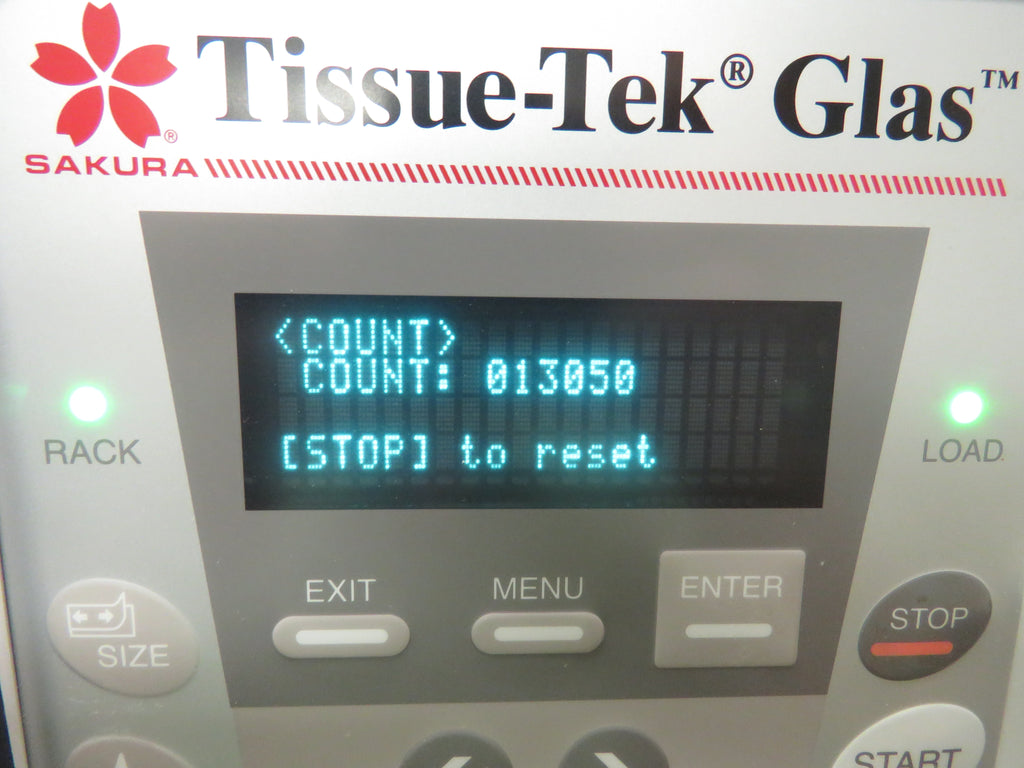 Tissue-Tek® Glas™
SAKURA®
<COUNT>
COUNT: 013050
[STOP] to reset
RACK
LOAD
EXIT
MENU
ENTER
STOP
SIZE
START